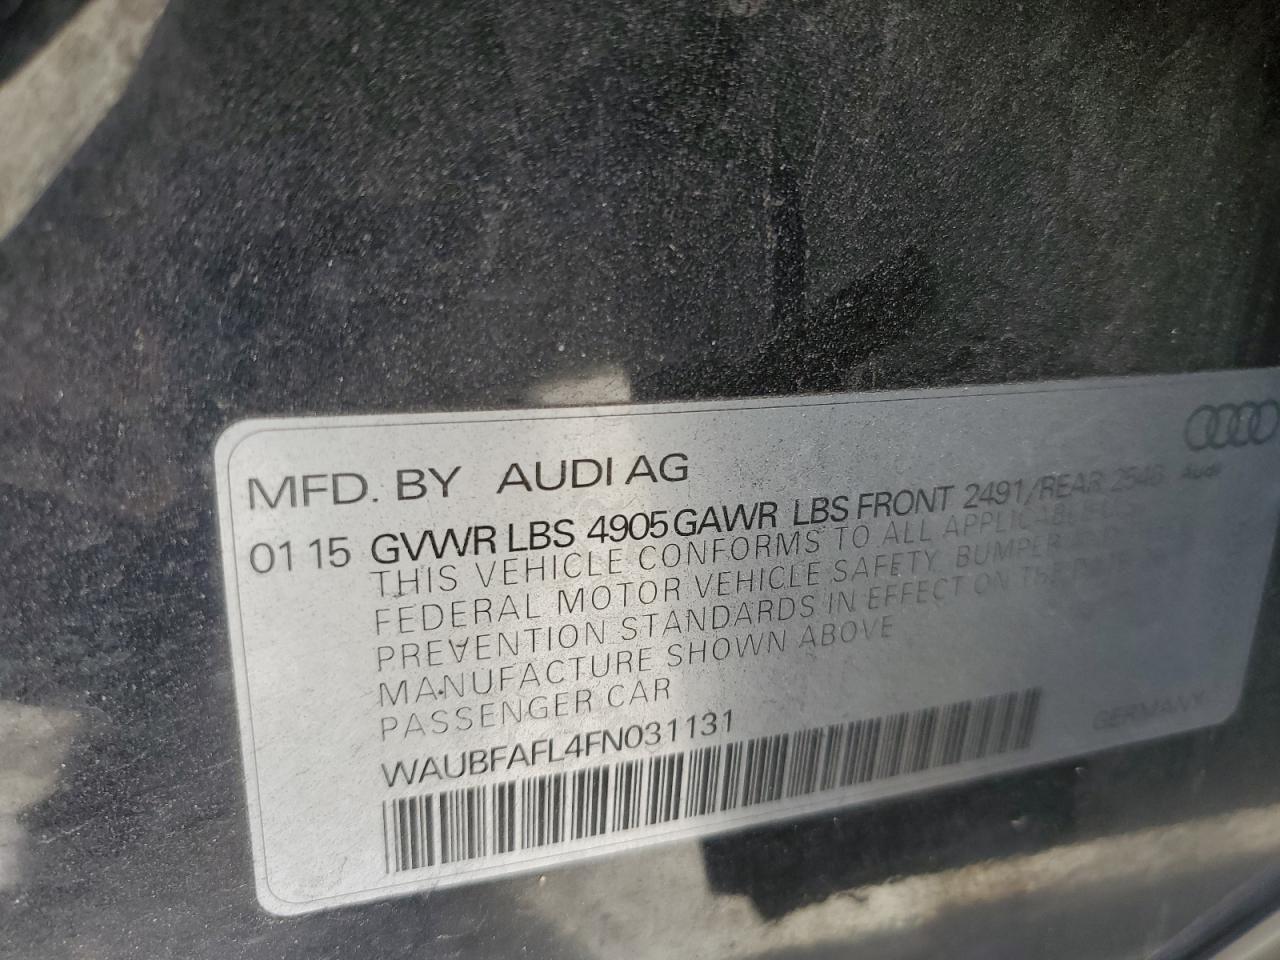 MFD. BY AUDI AG
01 15 GVWR LBS 4905 GAWR LBS FRONT 2491/REAR 2546
Audi
THIS VEHICLE CONFORMS TO ALL APPLICABLE
FEDERAL MOTOR VEHICLE SAFETY, BUMPER
PREVENTION STANDARDS IN EFFECT ON THE DATE
MANUFACTURE SHOWN ABOVE
PASSENGER CAR
WAUBFAFL4FN031131
GERMANY